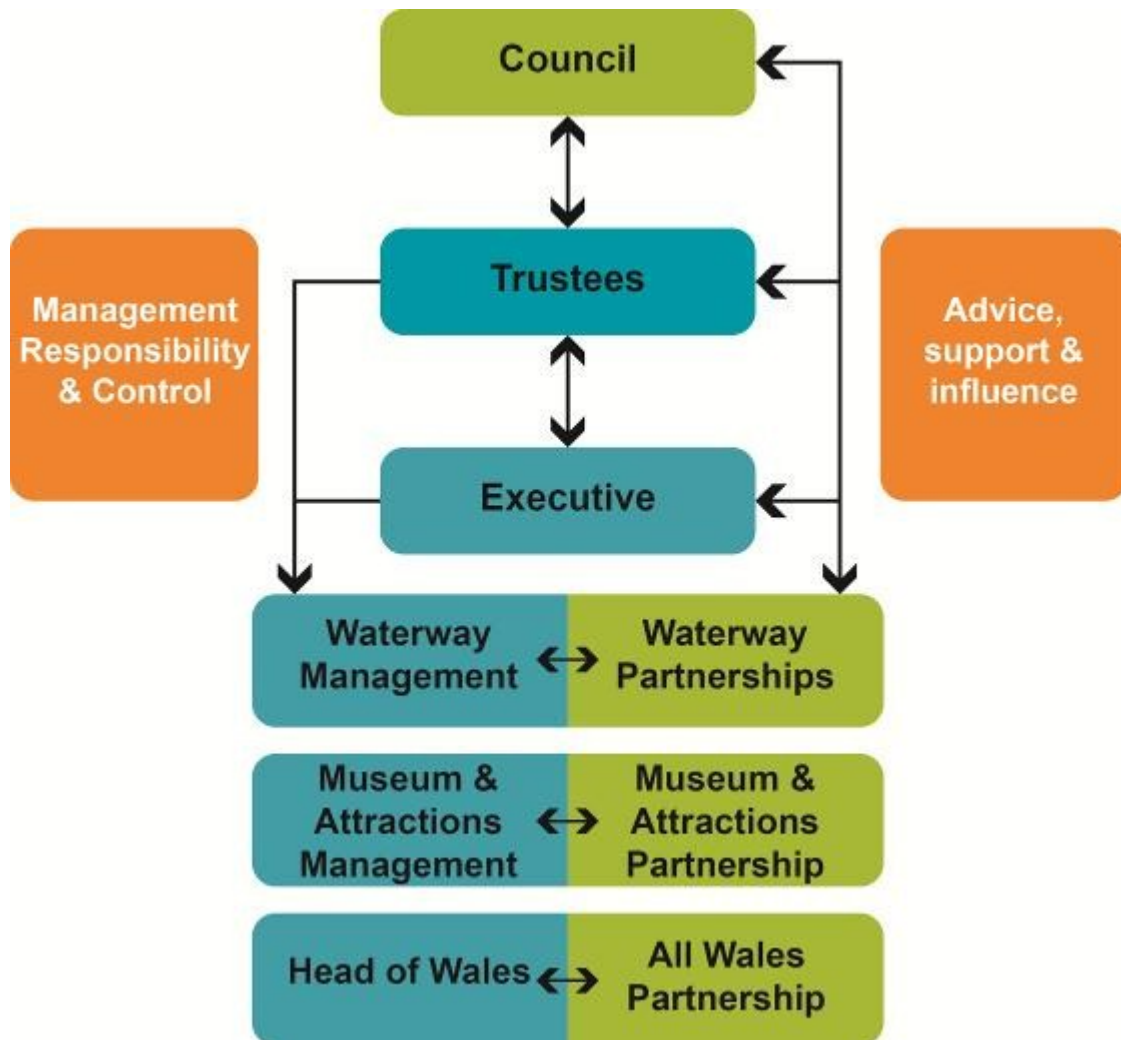 Council
Trustees
Management
Responsibility
& Control
Advice,
support &
influence
Executive
Waterway
Management
Waterway
Partnerships
Museum &
Attractions
Management
Museum &
Attractions
Partnership
Head of Wales
All Wales
Partnership